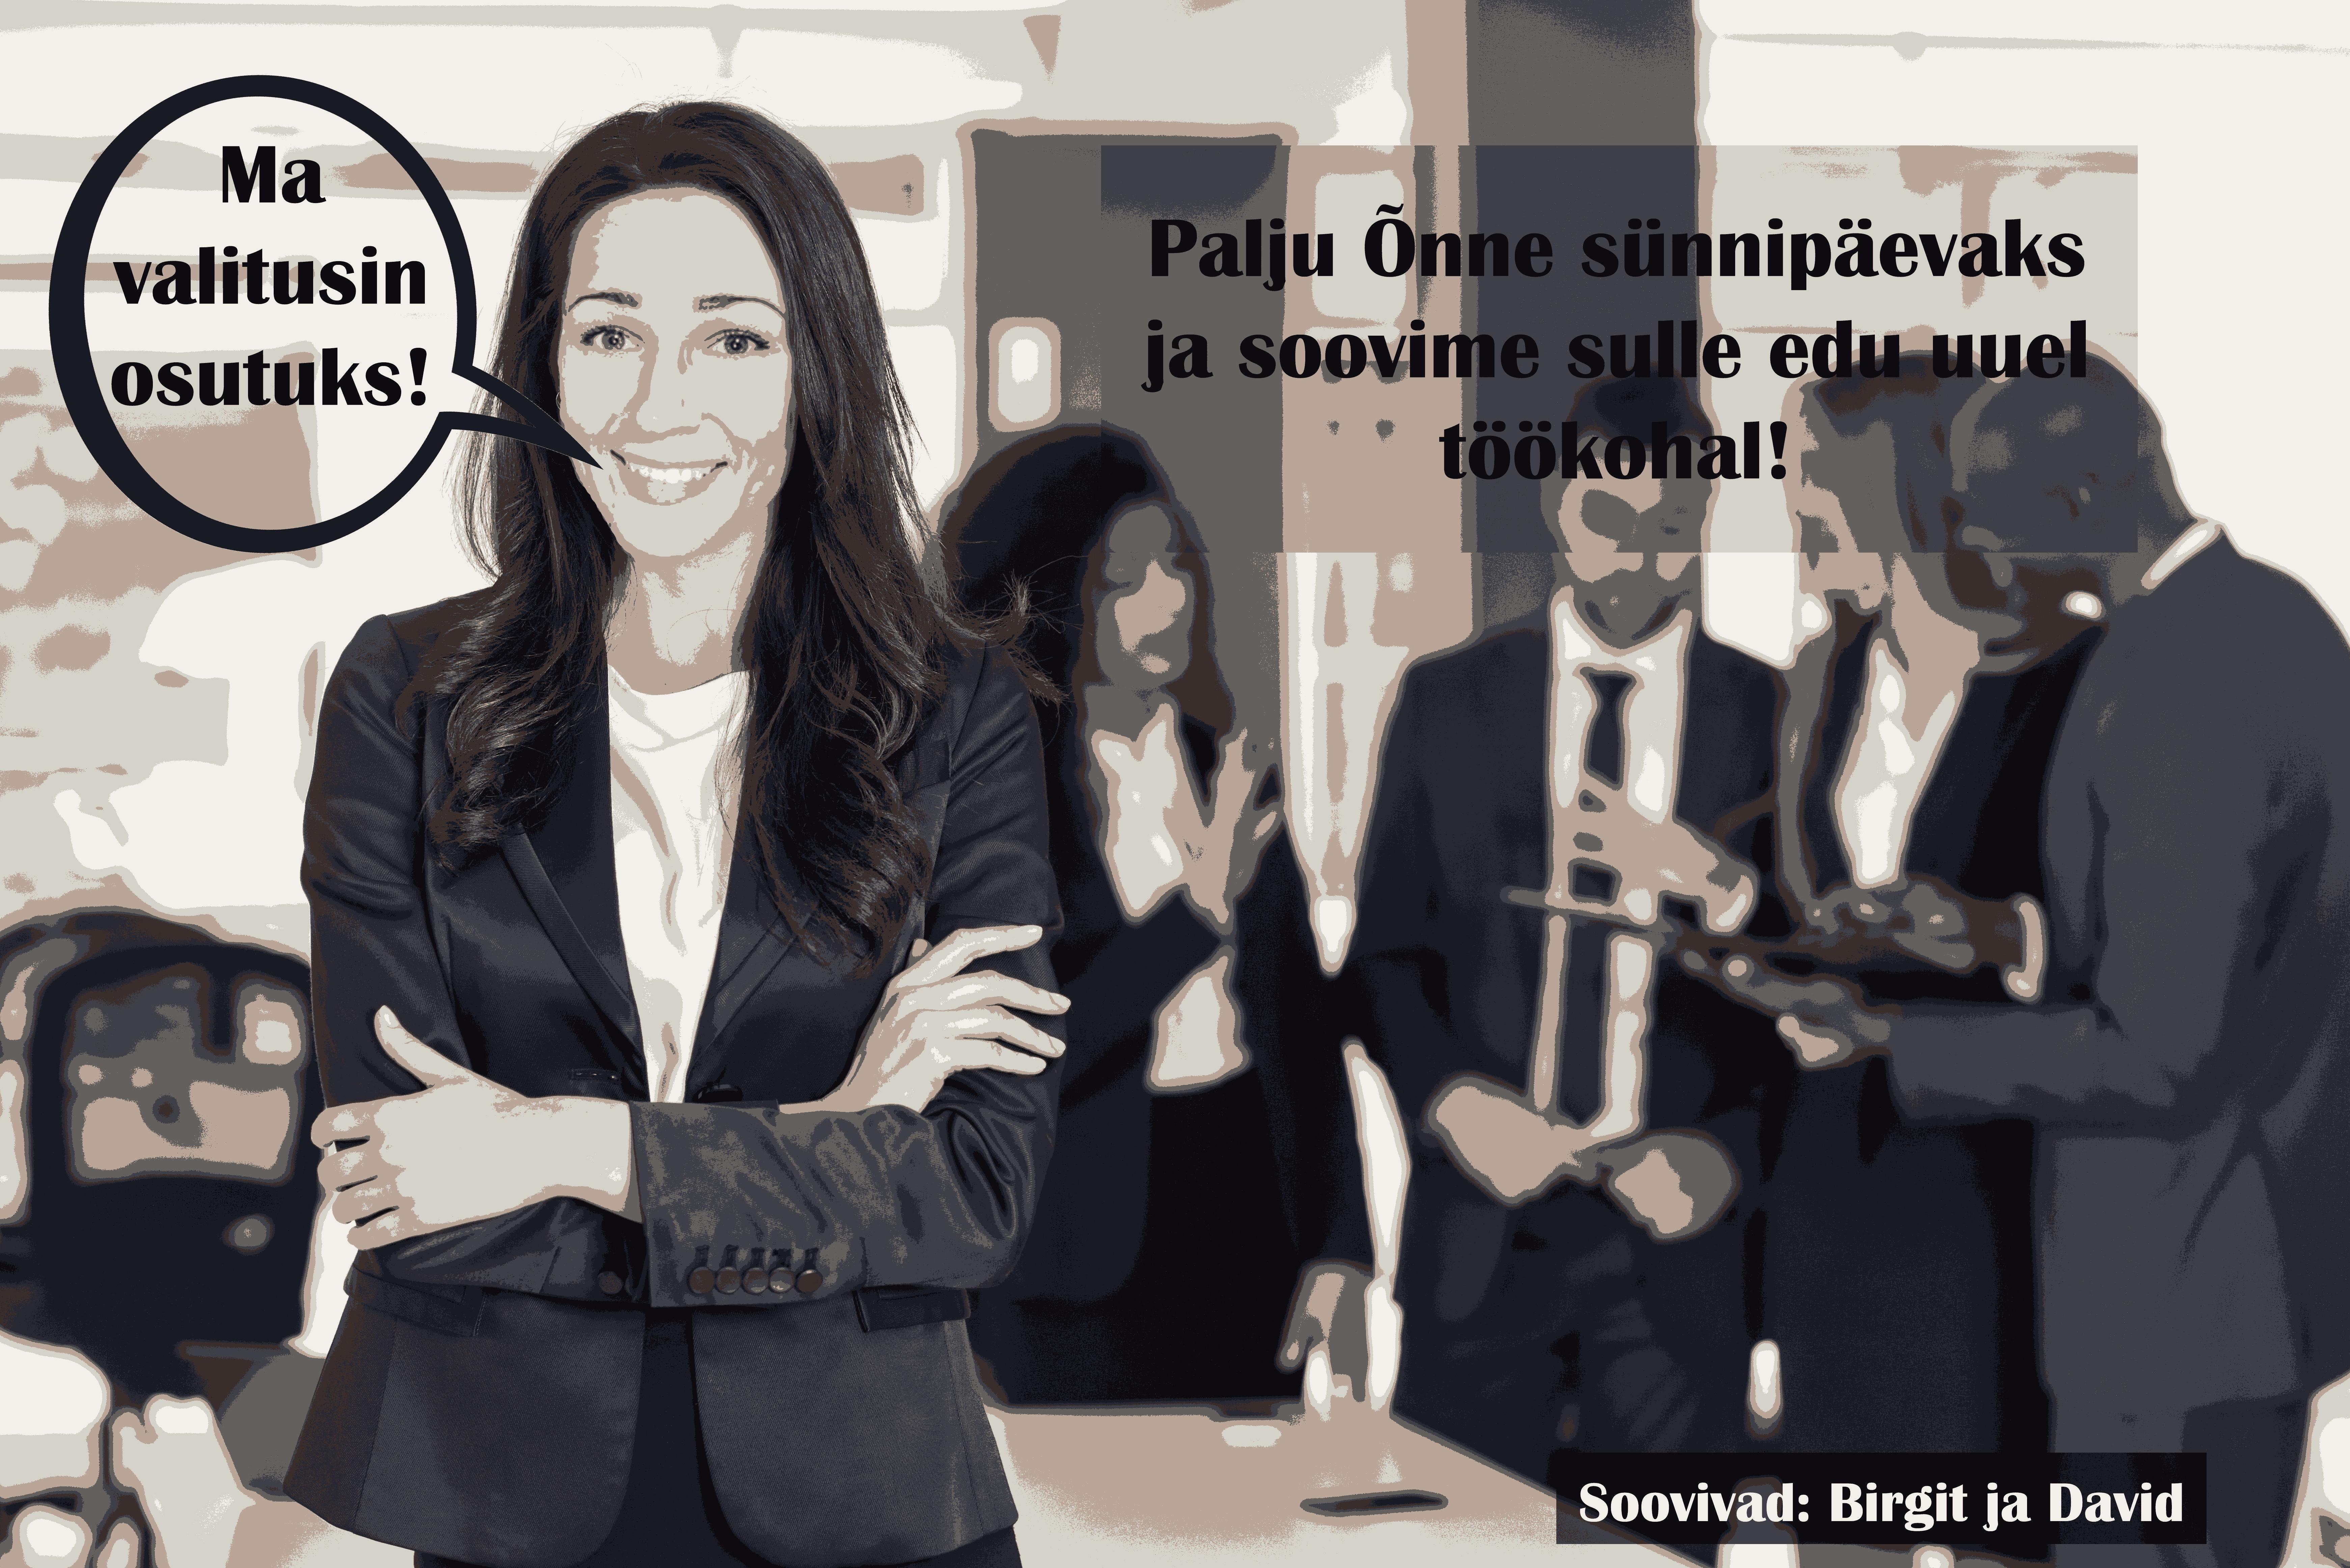 Ma
valitusin
osutuks!
Palju Õnne sünnipäevaks
ja soovime sulle edu uuel
töökohal!
Soovivad: Birgit ja David